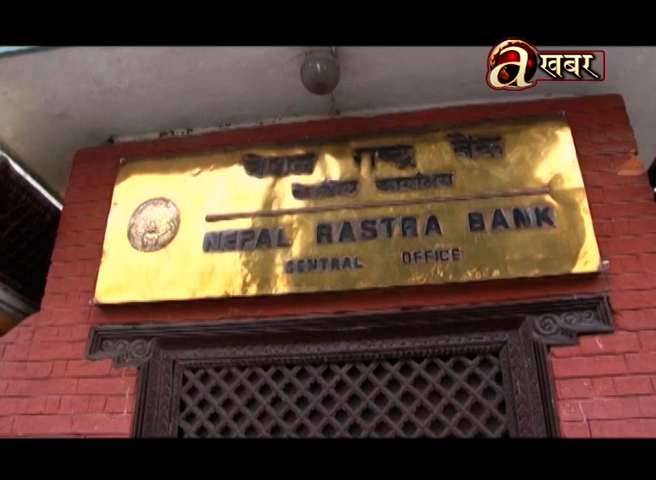 a खबर
नेपाल राष्ट्र बैंक
केन्द्रीय कार्यालय
NEPAL RASTRA BANK
CENTRAL OFFICE